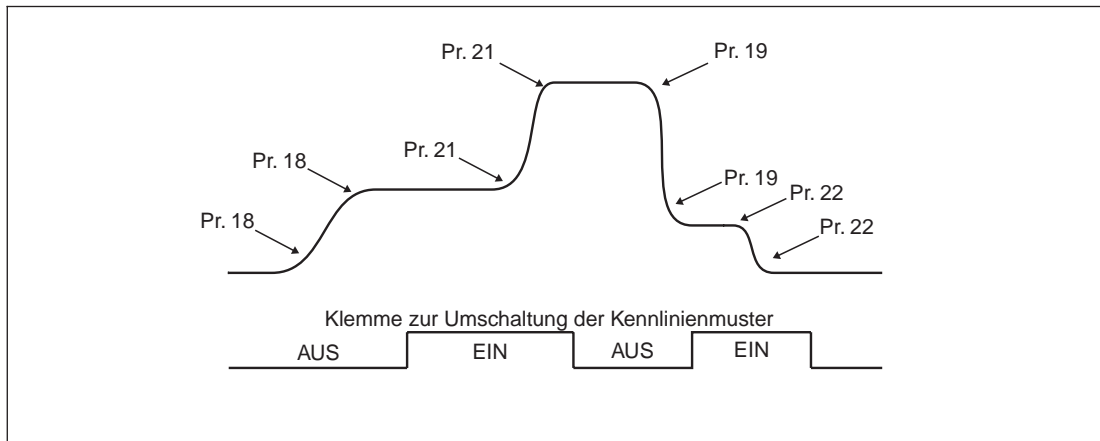 Pr. 21
Pr. 19
Pr. 21
Pr. 18
Pr. 19
Pr. 22
Pr. 18
Pr. 22
Klemme zur Umschaltung der Kennlinienmuster
AUS
EIN
AUS
EIN